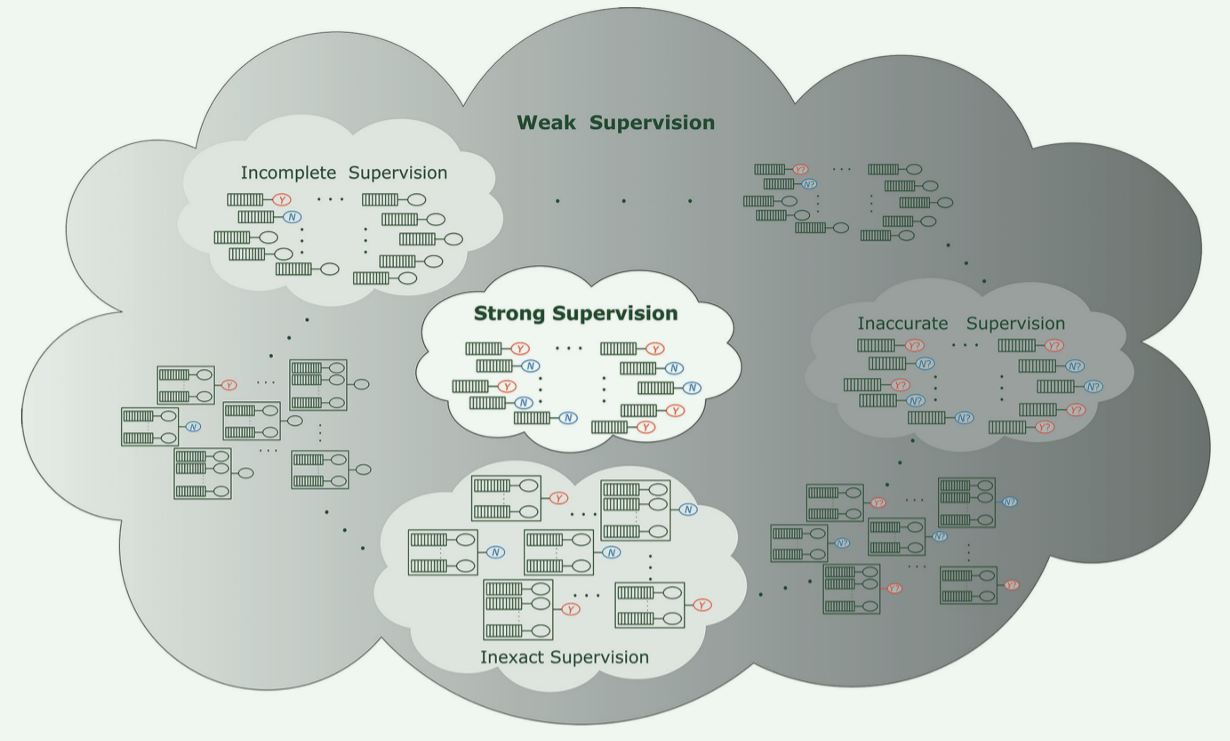 Weak Supervision
Incomplete Supervision
Y
N
Y?
N?
Strong Supervision
Y Y
N N
Y N
N Y
N Y
Inaccurate Supervision
Y? Y?
N? N?
Y? N?
N? Y?
N? Y?
Y
N
Y N
N N
Y Y
Y? N?
N? N?
Y? Y?
Inexact Supervision